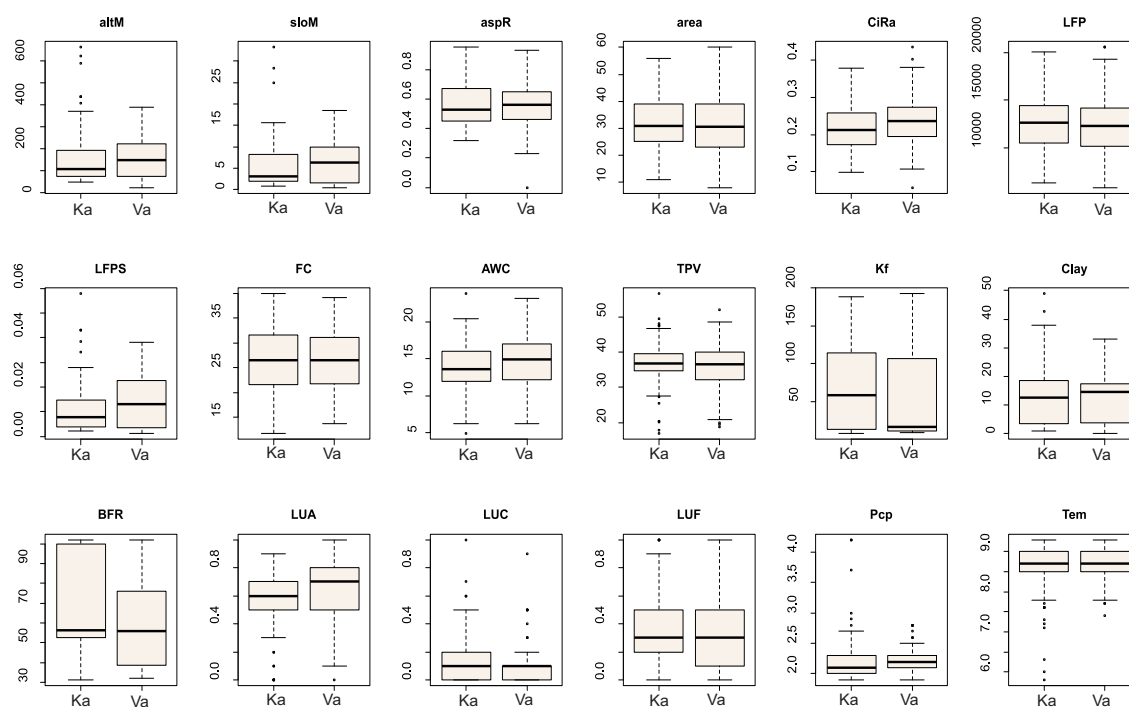 altM sloM aspR area CiRa LFP
0 200 400 600
0 5 15 25
0.0 0.2 0.4 0.6 0.8
10 20 30 40 50 60
0.1 0.2 0.3 0.4
10000 15000 20000
Ka Va Ka Va Ka Va Ka Va Ka Va Ka Va
LFPS FC AWC TPV Kf Clay
0.00 0.02 0.04 0.06
15 25 35
5 10 15 20
20 30 40 50
50 100 150 200
0 10 20 30 40 50
Ka Va Ka Va Ka Va Ka Va Ka Va Ka Va
BFR LUA LUC LUF Pcp Tem
30 50 70 90
0.0 0.4 0.8
0.0 0.4 0.8
0.0 0.4 0.8
2.0 2.5 3.0 3.5 4.0
6.0 7.0 8.0 9.0
Ka Va Ka Va Ka Va Ka Va Ka Va Ka Va